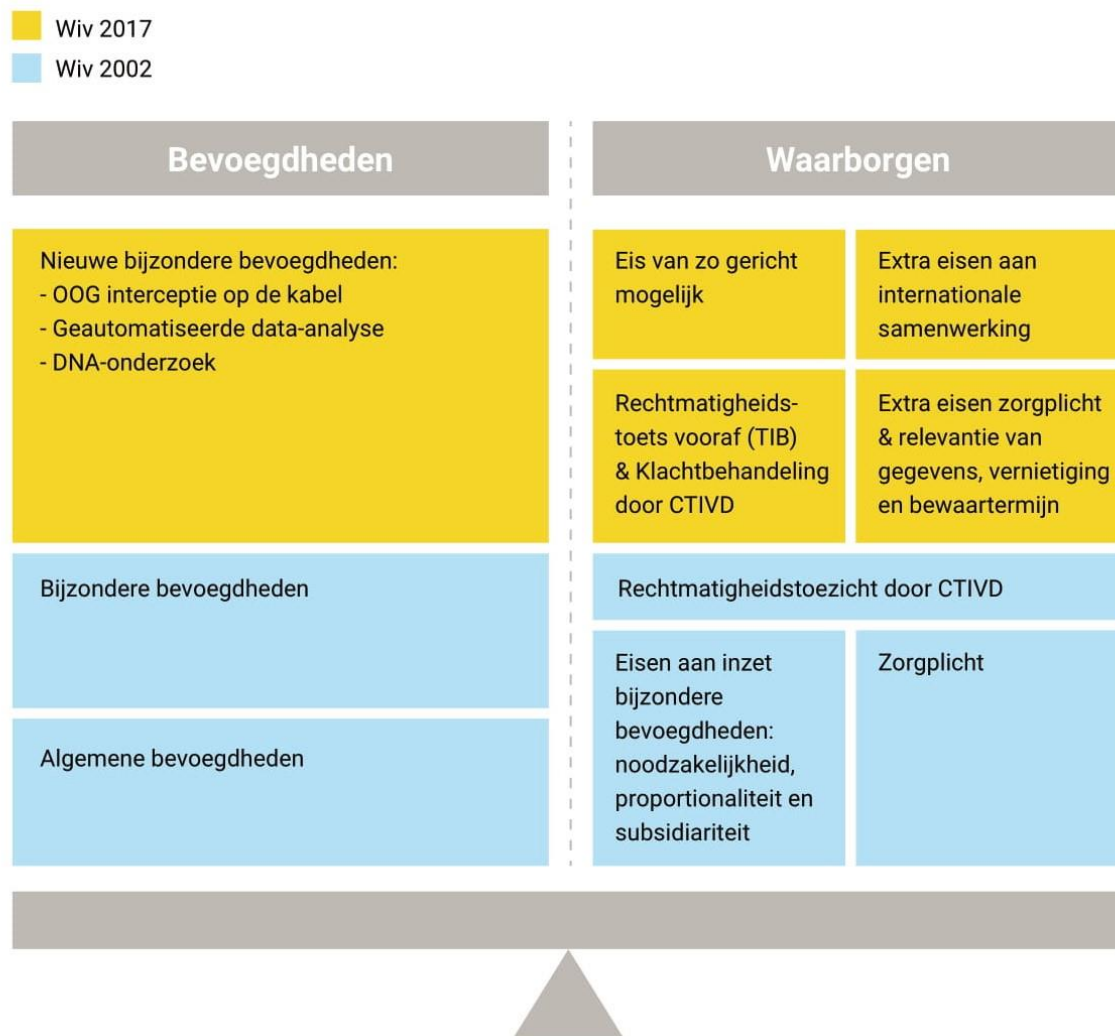 Wiv 2017
Wiv 2002
Bevoegdheden
Nieuwe bijzondere bevoegdheden:
- OOG interceptie op de kabel
- Geautomatiseerde data-analyse
- DNA-onderzoek
Bijzondere bevoegdheden
Algemene bevoegdheden
Waarborgen
Eis van zo gericht
mogelijk
Extra eisen aan
internationale
samenwerking
Rechtmatigheids-
toets vooraf (TIB)
& Klachtbehandeling
door CTIVD
Extra eisen zorgplicht
& relevantie van
gegevens, vernietiging
en bewaartermijn
Rechtmatigheidstoezicht door CTIVD
Eisen aan inzet
bijzondere
bevoegdheden:
noodzakelijkheid,
proportionaliteit en
subsidiariteit
Zorgplicht